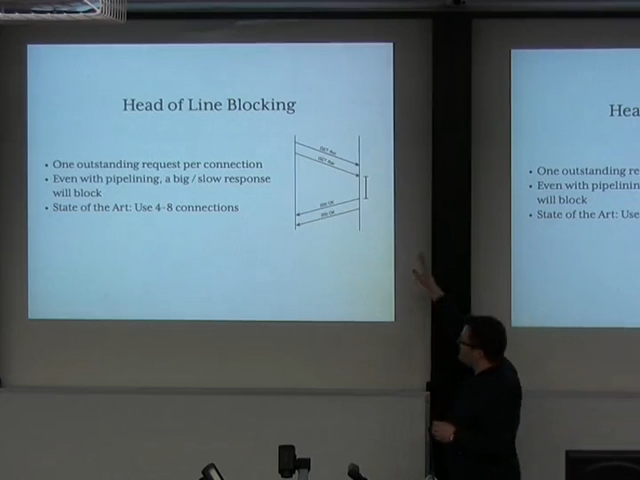 Head of Line Blocking
• One outstanding request per connection
• Even with pipelining, a big / slow response
will block
• State of the Art: Use 4-8 connections
Hea
• One outstanding re
• Even with pipelinin
will block
• State of the Art: Use